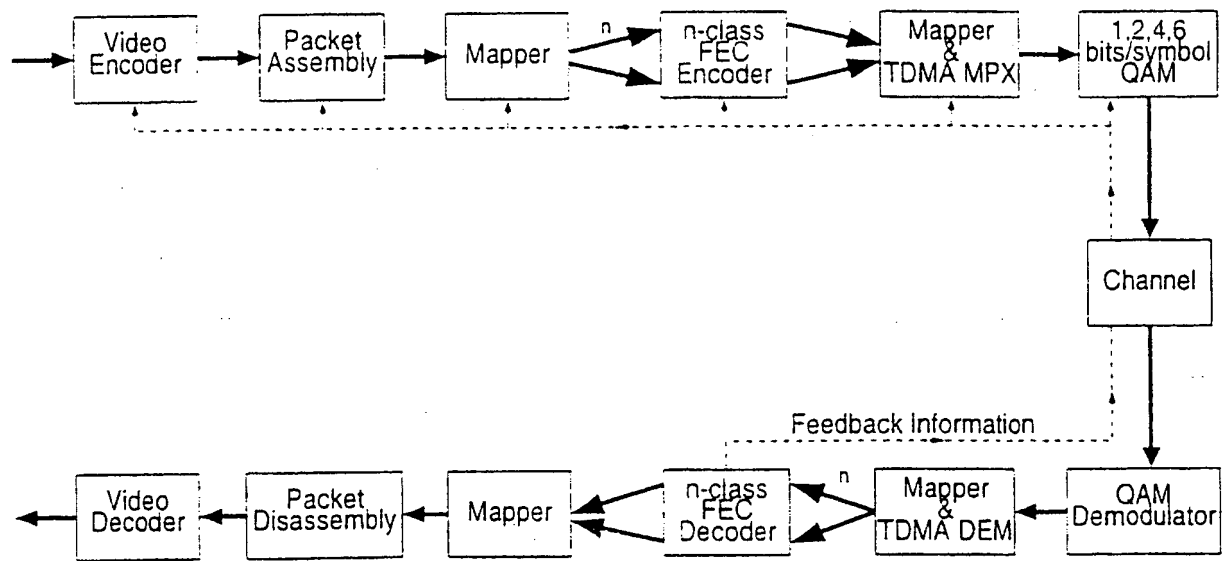 Video
Encoder
Packet
Assembly
Mapper
n
n-class
FEC
Encoder
Mapper
&
TDMA MPX
1,2,4,6
bits/symbol
QAM
Channel
Feedback Information
Video
Decoder
Packet
Disassembly
Mapper
n-class
FEC
Decoder
n
Mapper
&
TDMA DEM
QAM
Demodulator